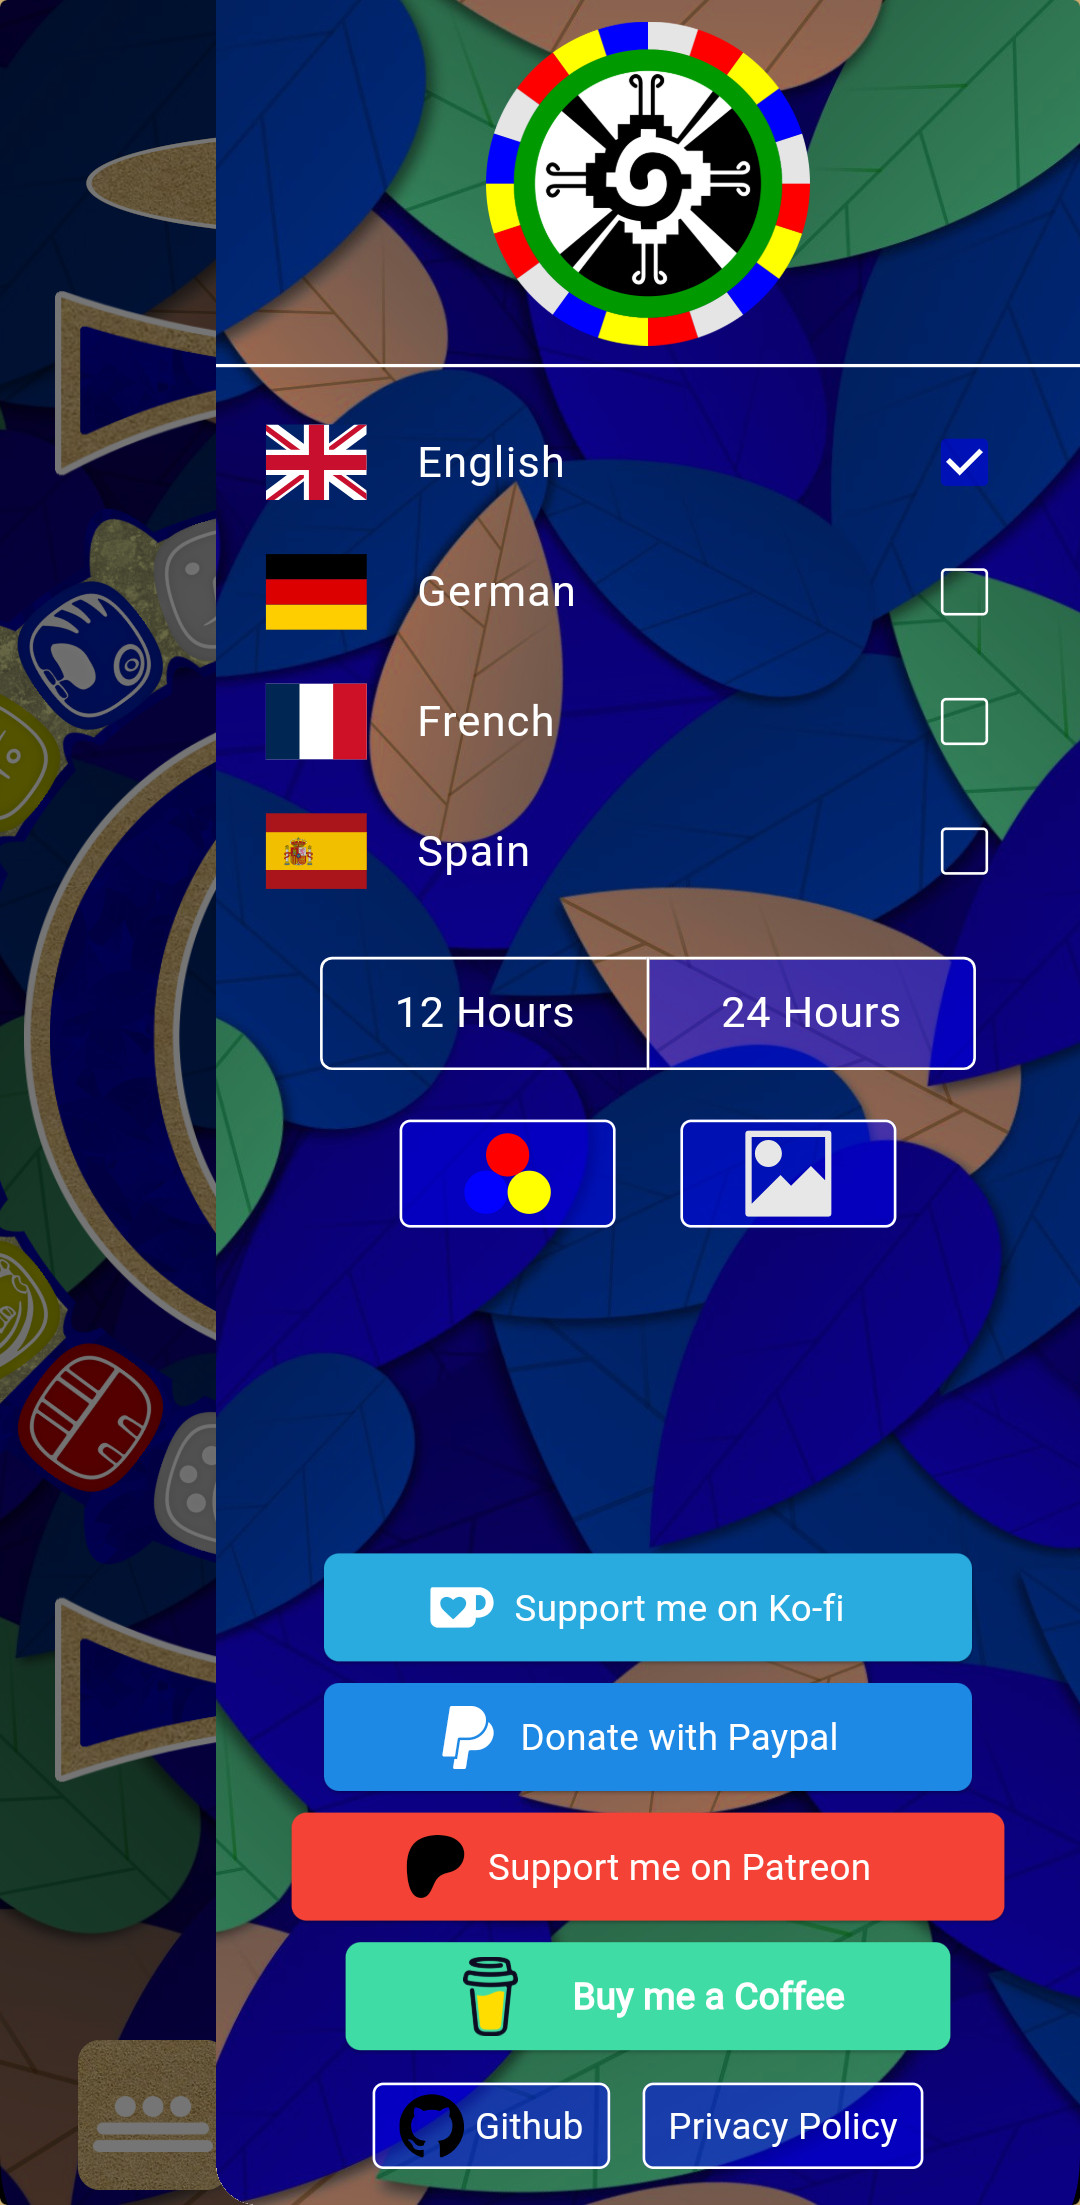 English
German
French
Spain
12 Hours
24 Hours
Support me on Ko-fi
Donate with Paypal
Support me on Patreon
Buy me a Coffee
Github
Privacy Policy